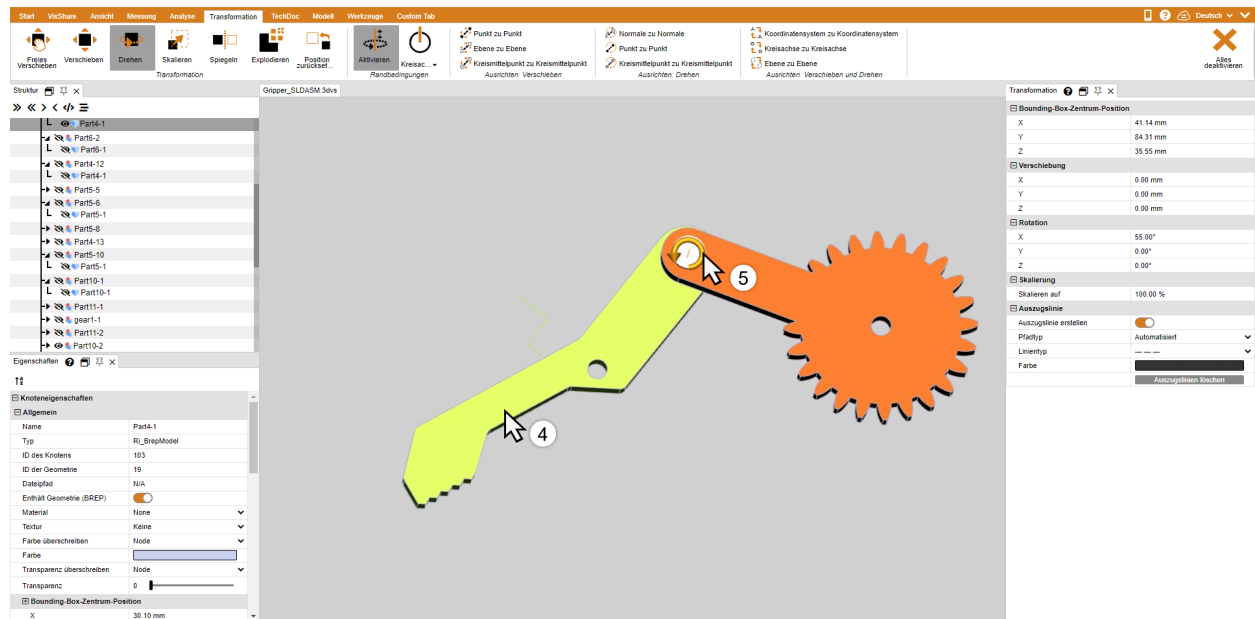 Start VisShare Ansicht Messung Analyse Transformation TechDoc Modell Werkzeuge Custom Tab
Deutsch
Freies Verschieben
Verschieben
Drehen
Skalieren
Spiegeln
Explodieren
Position zurückset...
Transformation
Aktivieren
Kreisac...
Randbedingungen
Punkt zu Punkt
Ebene zu Ebene
Kreismittelpunkt zu Kreismittelpunkt
Ausrichten: Verschieben
Normale zu Normale
Punkt zu Punkt
Kreismittelpunkt zu Kreismittelpunkt
Ausrichten: Drehen
Koordinatensystem zu Koordinatensystem
Kreisachse zu Kreisachse
Ebene zu Ebene
Ausrichten: Verschieben und Drehen
Alles deaktivieren
Struktur
Part4-1
Part6-2
Part6-1
Part4-12
Part4-1
Part5-5
Part5-6
Part5-1
Part5-8
Part4-13
Part5-10
Part5-1
Part10-1
Part10-1
Part11-1
gear1-1
Part11-2
Part10-2
Eigenschaften
Knoteneigenschaften
Allgemein
Name Part4-1
Typ Ri_BrepModel
ID des Knotens 103
ID der Geometrie 19
Dateipfad N/A
Enthält Geometrie (BREP)
Material None
Textur Keine
Farbe überschreiben Node
Farbe
Transparenz überschreiben Node
Transparenz 0
Bounding-Box-Zentrum-Position
X 30.10 mm
Gripper_SLDASM.3dvs
5
4
Transformation
Bounding-Box-Zentrum-Position
X 41.14 mm
Y 84.31 mm
Z 35.55 mm
Verschiebung
X 0.00 mm
Y 0.00 mm
Z 0.00 mm
Rotation
X 55.00°
Y 0.00°
Z 0.00°
Skalierung
Skalieren auf 100.00 %
Auszugslinie
Auszugslinie erstellen
Pfadtyp Automatisiert
Linientyp
Farbe
Auszugslinien löschen